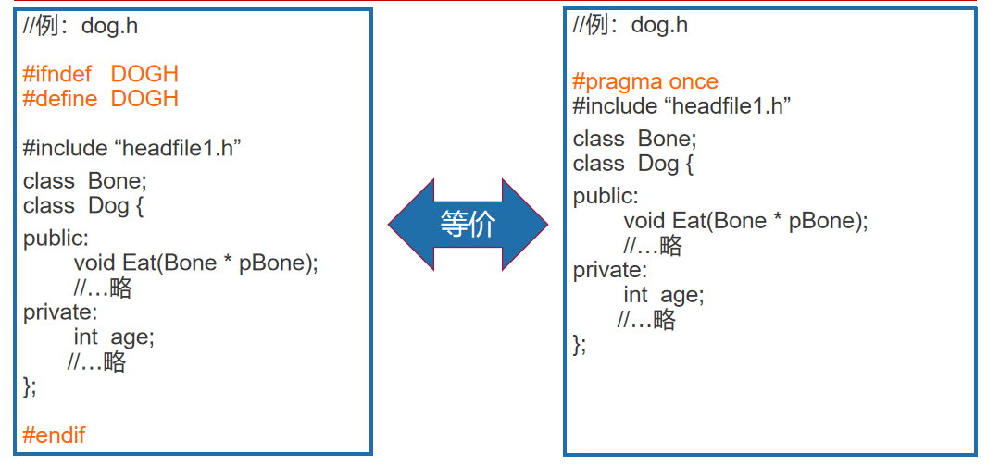 //例：dog.h
#ifndef DOGH
#define DOGH
#include “headfile1.h”
class Bone;
class Dog {
public:
void Eat(Bone * pBone);
//…略
private:
int age;
//…略
};
#endif
等价
//例：dog.h
#pragma once
#include “headfile1.h”
class Bone;
class Dog {
public:
void Eat(Bone * pBone);
//…略
private:
int age;
//…略
};